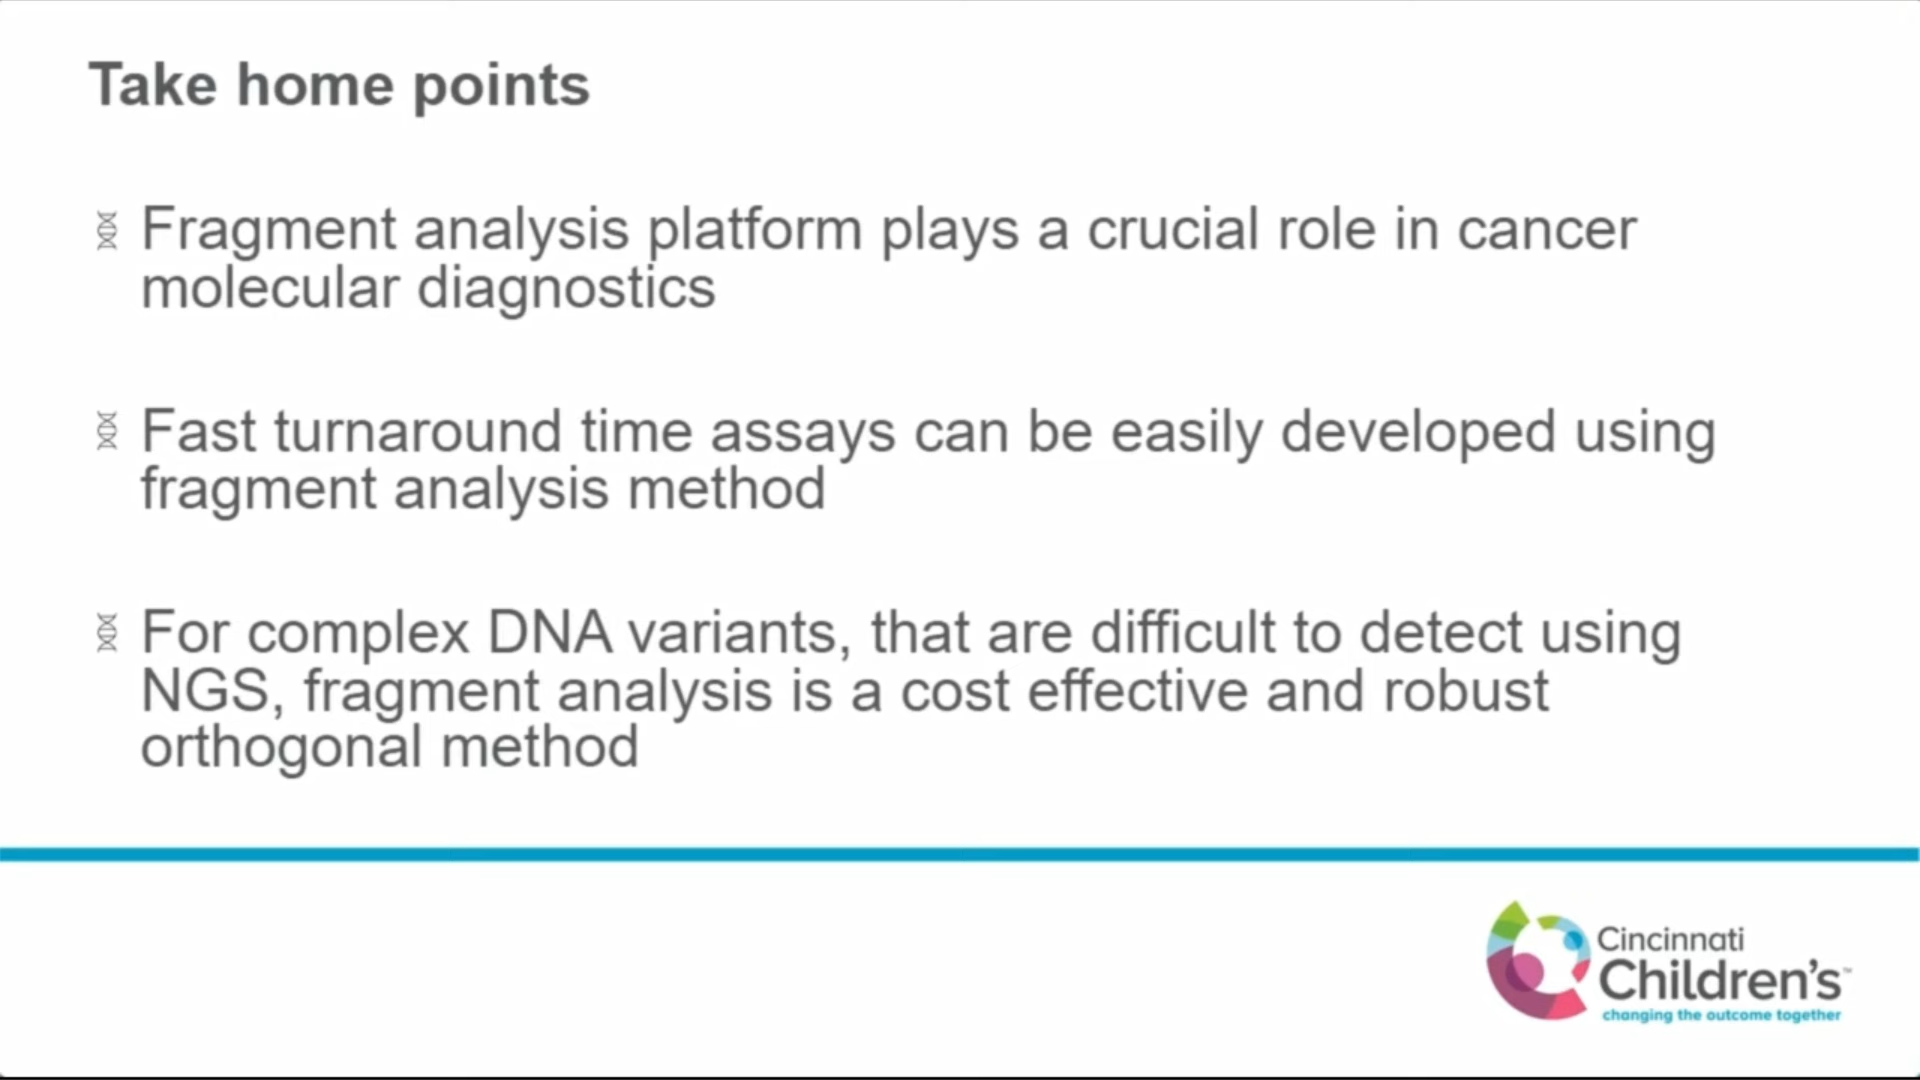 Take home points
Fragment analysis platform plays a crucial role in cancer
molecular diagnostics
Fast turnaround time assays can be easily developed using
fragment analysis method
For complex DNA variants, that are difficult to detect using
NGS, fragment analysis is a cost effective and robust
orthogonal method
Cincinnati
Children's™
changing the outcome together